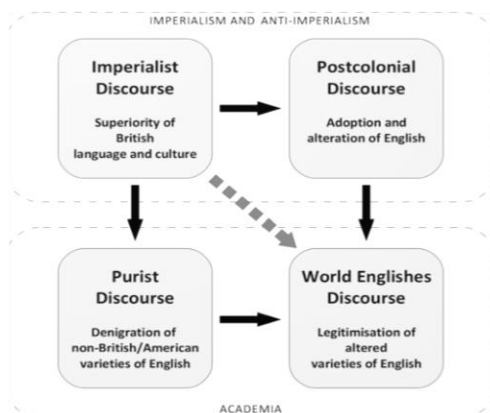 IMPERIALISM AND ANTI-IMPERIALISM
Imperialist
Discourse
Superiority of
British
language and culture
Postcolonial
Discourse
Adoption and
alteration of English
Purist
Discourse
Denigration of
non-British/American
varieties of English
World Englishes
Discourse
Legitimisation of
altered
varieties of English
ACADEMIA